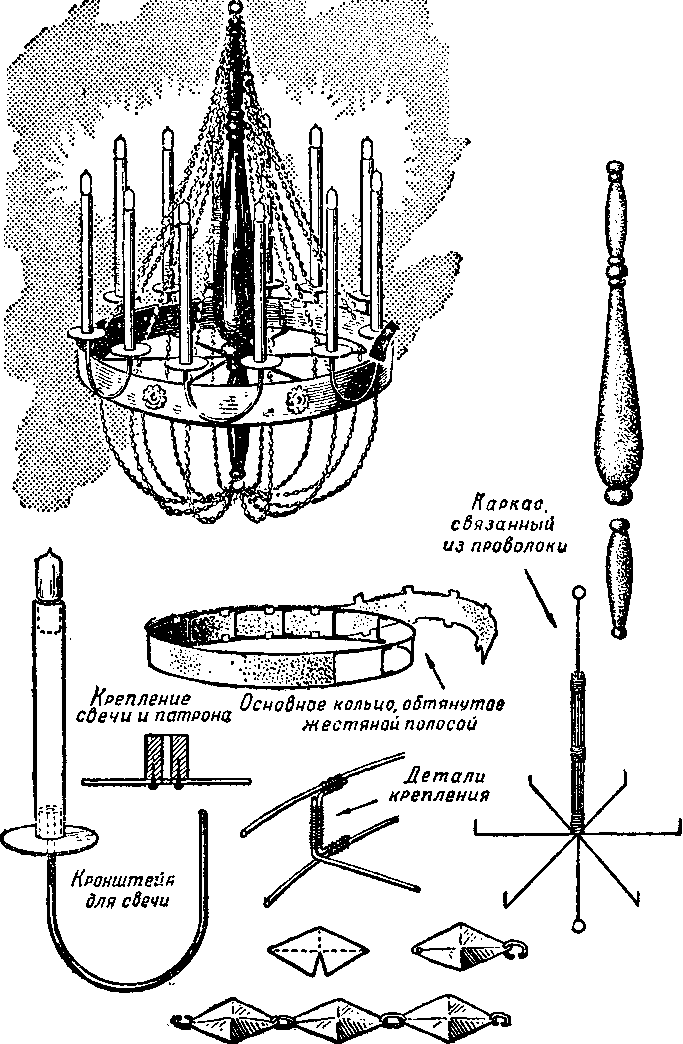 Каркас,
связанный
из проволоки
Крепление
свечи и патрона
Основное кольцо, обтянутое
жестяной полосой
Детали
крепления
Кронштейн
для свечи